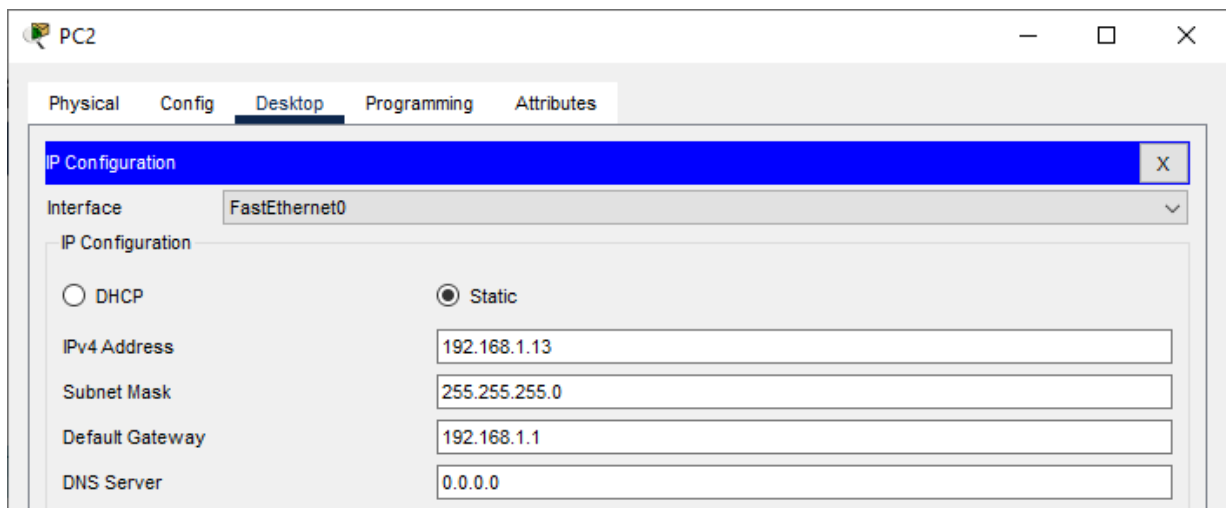 PC2
Physical Config Desktop Programming Attributes
IP Configuration X
Interface FastEthernet0
IP Configuration
DHCP Static
IPv4 Address 192.168.1.13
Subnet Mask 255.255.255.0
Default Gateway 192.168.1.1
DNS Server 0.0.0.0